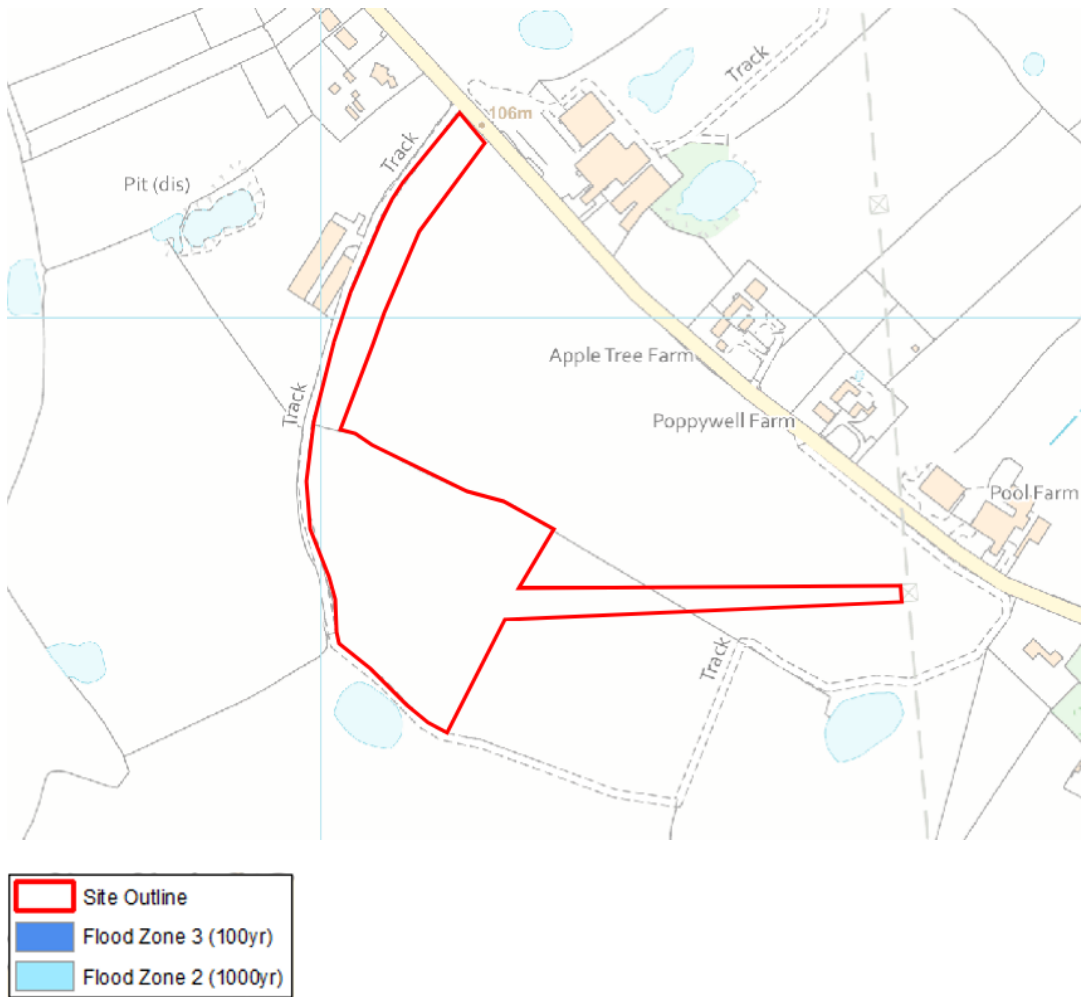 Track
106m
Track
Pit (dis)
Apple Tree Farm
Track
Poppywell Farm
Pool Farm
Track
Site Outline
Flood Zone 3 (100yr)
Flood Zone 2 (1000yr)